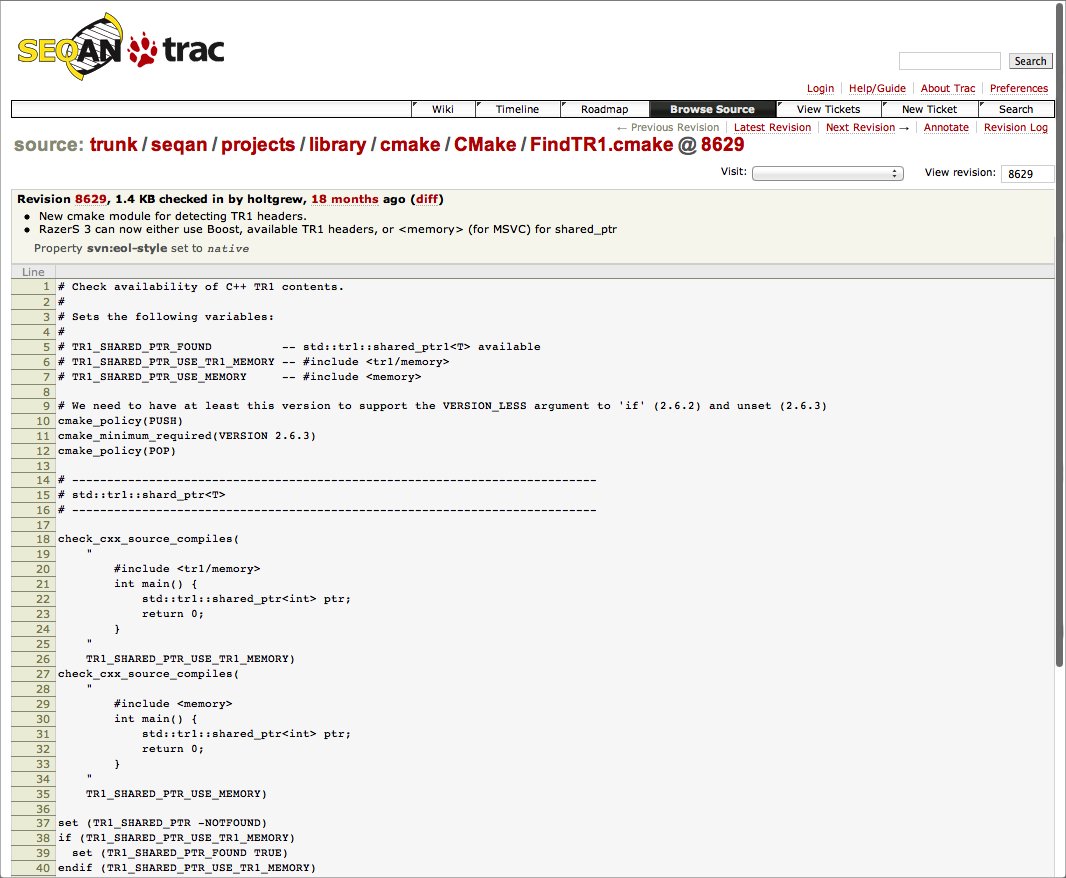 SEQAN trac
Search
Login Help/Guide About Trac Preferences
Wiki Timeline Roadmap Browse Source View Tickets New Ticket Search
← Previous Revision Latest Revision Next Revision → Annotate Revision Log
source: trunk / seqan / projects / library / cmake / CMake / FindTR1.cmake @ 8629
Visit: View revision: 8629
Revision 8629, 1.4 KB checked in by holtgrew, 18 months ago (diff)
● New cmake module for detecting TR1 headers.
● RazerS 3 can now either use Boost, available TR1 headers, or <memory> (for MSVC) for shared_ptr
Property svn:eol-style set to native
Line
1 # Check availability of C++ TR1 contents.
2 #
3 # Sets the following variables:
4 #
5 # TR1_SHARED_PTR_FOUND -- std::tr1::shared_ptr1<T> available
6 # TR1_SHARED_PTR_USE_TR1_MEMORY -- #include <tr1/memory>
7 # TR1_SHARED_PTR_USE_MEMORY -- #include <memory>
8
9 # We need to have at least this version to support the VERSION_LESS argument to 'if' (2.6.2) and unset (2.6.3)
10 cmake_policy(PUSH)
11 cmake_minimum_required(VERSION 2.6.3)
12 cmake_policy(POP)
13
14 # ---------------------------------------------------------------------------
15 # std::tr1::shard_ptr<T>
16 # ---------------------------------------------------------------------------
17
18 check_cxx_source_compiles(
19 "
20 #include <tr1/memory>
21 int main() {
22 std::tr1::shared_ptr<int> ptr;
23 return 0;
24 }
25 "
26 TR1_SHARED_PTR_USE_TR1_MEMORY)
27 check_cxx_source_compiles(
28 "
29 #include <memory>
30 int main() {
31 std::tr1::shared_ptr<int> ptr;
32 return 0;
33 }
34 "
35 TR1_SHARED_PTR_USE_MEMORY)
36
37 set (TR1_SHARED_PTR -NOTFOUND)
38 if (TR1_SHARED_PTR_USE_TR1_MEMORY)
39 set (TR1_SHARED_PTR_FOUND TRUE)
40 endif (TR1_SHARED_PTR_USE_TR1_MEMORY)